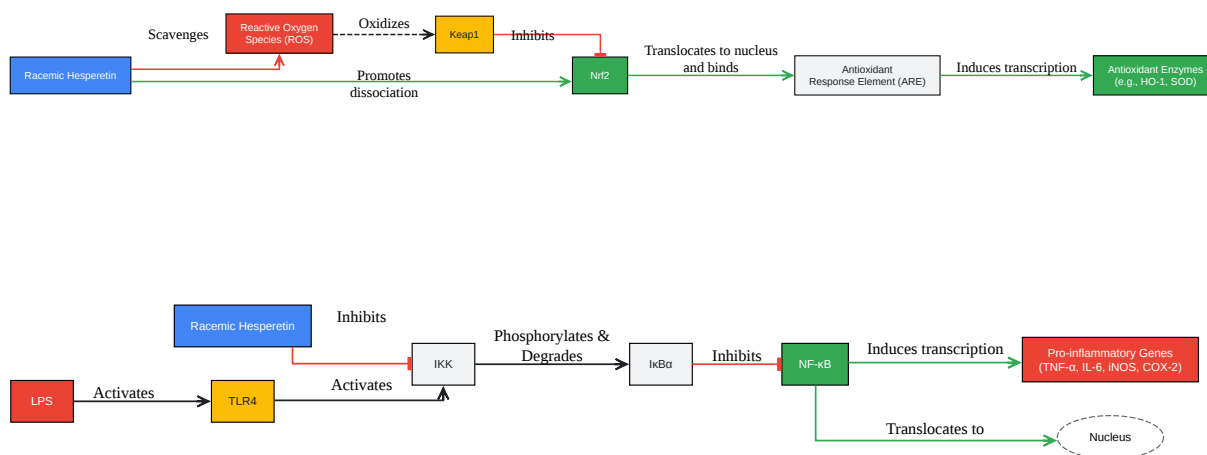 Scavenges
Reactive Oxygen
Species (ROS)
Oxidizes
Keap1
Inhibits
Racemic Hesperetin
Promotes
dissociation
Nrf2
Translocates to nucleus
and binds
Antioxidant
Response Element (ARE)
Induces transcription
Antioxidant Enzymes
(e.g., HO-1, SOD)
Racemic Hesperetin
Inhibits
LPS
Activates
TLR4
Activates
IKK
Phosphorylates &
Degrades
IκBα
Inhibits
NF-κB
Induces transcription
Pro-inflammatory Genes
(TNF-α, IL-6, iNOS, COX-2)
Translocates to
Nucleus